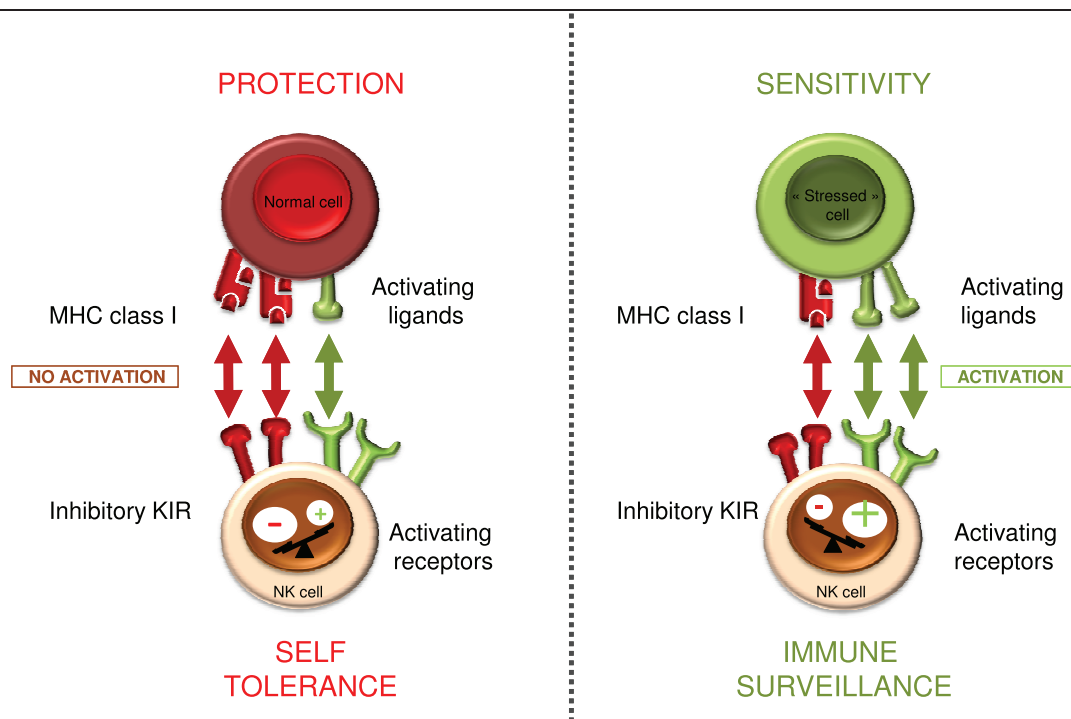 PROTECTION
Normal cell
MHC class I
Activating
ligands
NO ACTIVATION
Inhibitory KIR
- +
Activating
receptors
NK cell
SELF
TOLERANCE
SENSITIVITY
« Stressed »
cell
MHC class I
Activating
ligands
ACTIVATION
Inhibitory KIR
- +
Activating
receptors
NK cell
IMMUNE
SURVEILLANCE